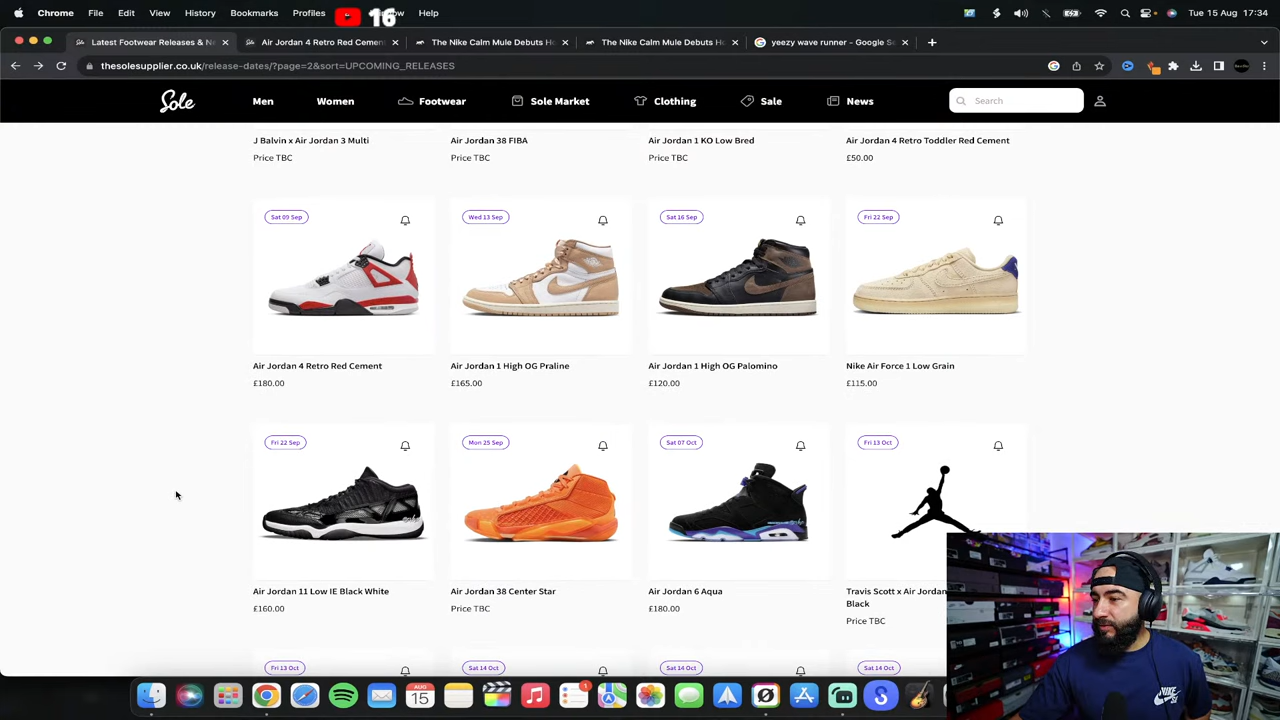 Chrome File Edit View History Bookmarks Profiles Help
16
Tue 15 Aug 17:34
Latest Footwear Releases & Ne
Air Jordan 4 Retro Red Cement
The Nike Calm Mule Debuts He
The Nike Calm Mule Debuts He
yeezy wave runner - Google Se
thesolesupplier.co.uk/release-dates/?page=2&sort=UPCOMING_RELEASES
Sole
Men Women Footwear Sole Market Clothing Sale News
Search
J Balvin x Air Jordan 3 Multi
Price TBC
Air Jordan 38 FIBA
Price TBC
Air Jordan 1 KO Low Bred
Price TBC
Air Jordan 4 Retro Toddler Red Cement
£50.00
Sat 09 Sep
Air Jordan 4 Retro Red Cement
£180.00
Wed 13 Sep
Air Jordan 1 High OG Praline
£165.00
Sat 16 Sep
Air Jordan 1 High OG Palomino
£120.00
Fri 22 Sep
Nike Air Force 1 Low Grain
£115.00
Fri 22 Sep
Air Jordan 11 Low IE Black White
£160.00
Mon 25 Sep
Air Jordan 38 Center Star
Price TBC
Sat 07 Oct
Air Jordan 6 Aqua
£180.00
Fri 13 Oct
Travis Scott x Air Jordan
Black
Price TBC
Fri 13 Oct
Sat 14 Oct
Sat 14 Oct
Sat 14 Oct
AUG
15
1